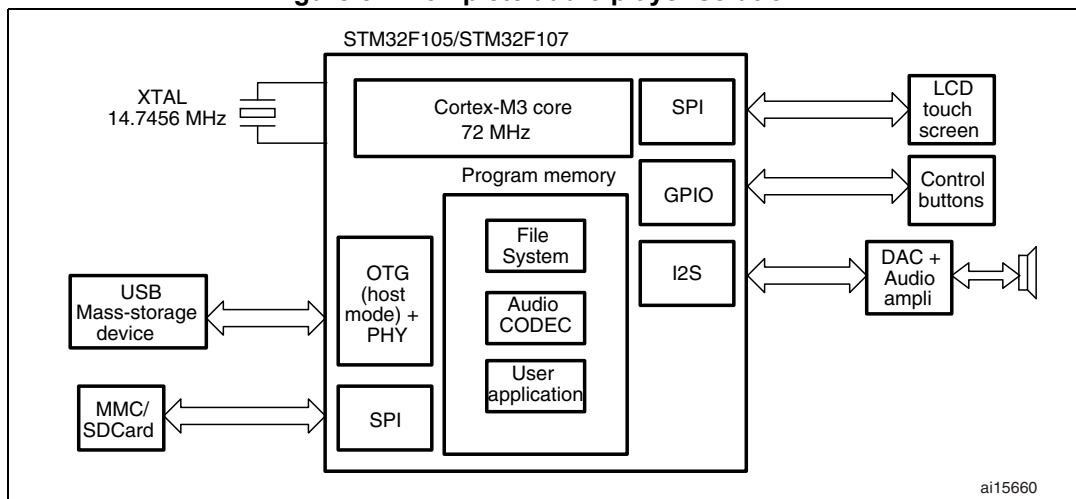 STM32F105/STM32F107
XTAL
14.7456 MHz
Cortex-M3 core
72 MHz
SPI
LCD
touch
screen
Program memory
GPIO
Control
buttons
File
System
OTG
(host
mode) +
PHY
I2S
DAC +
Audio
ampli
USB
Mass-storage
device
Audio
CODEC
User
application
MMC/
SDCard
SPI
ai15660